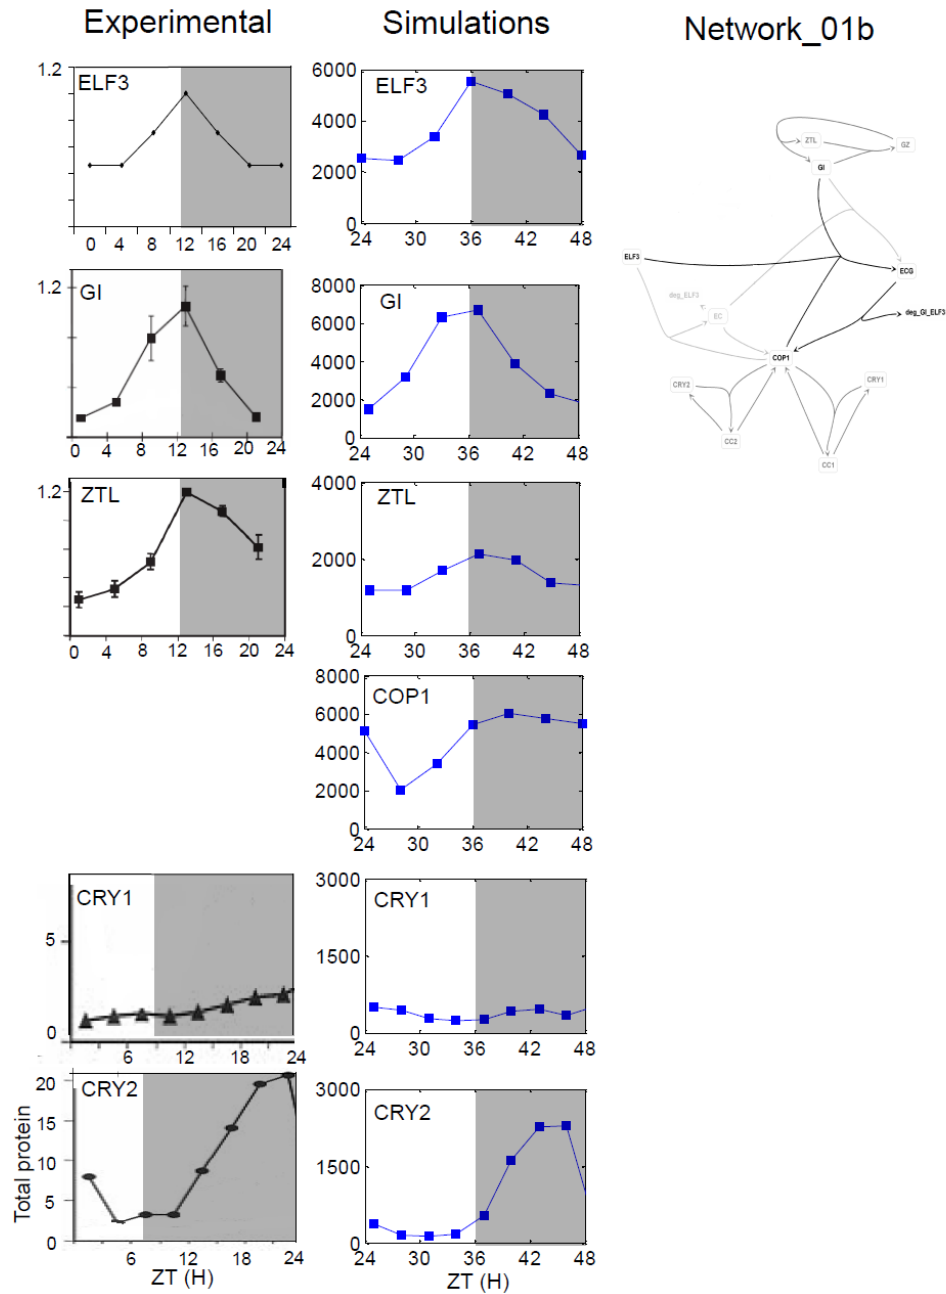 Experimental
Simulations
Network_01b
1.2
ELF3
0 4 8 12 16 20 24
6000
4000
2000
0
ELF3
24 30 36 42 48
1.2
GI
0 4 8 12 16 20 24
8000
6000
4000
2000
0
GI
24 30 36 42 48
1.2
ZTL
0 4 8 12 16 20 24
4000
2000
0
ZTL
24 30 36 42 48
8000
6000
4000
2000
0
COP1
24 30 36 42 48
CRY1
5
0
6 12 18 24
3000
1500
0
CRY1
24 30 36 42 48
Total protein
20
15
10
5
0
CRY2
0 6 12 18 24
ZT (H)
3000
1500
0
CRY2
24 30 36 42 48
ZT (H)
ZTL
GZ
GI
ELF3
ECG
deg_ELF3
EC
deg_GI_ELF3
COP1
CRY2
CRY1
CC2
CC1